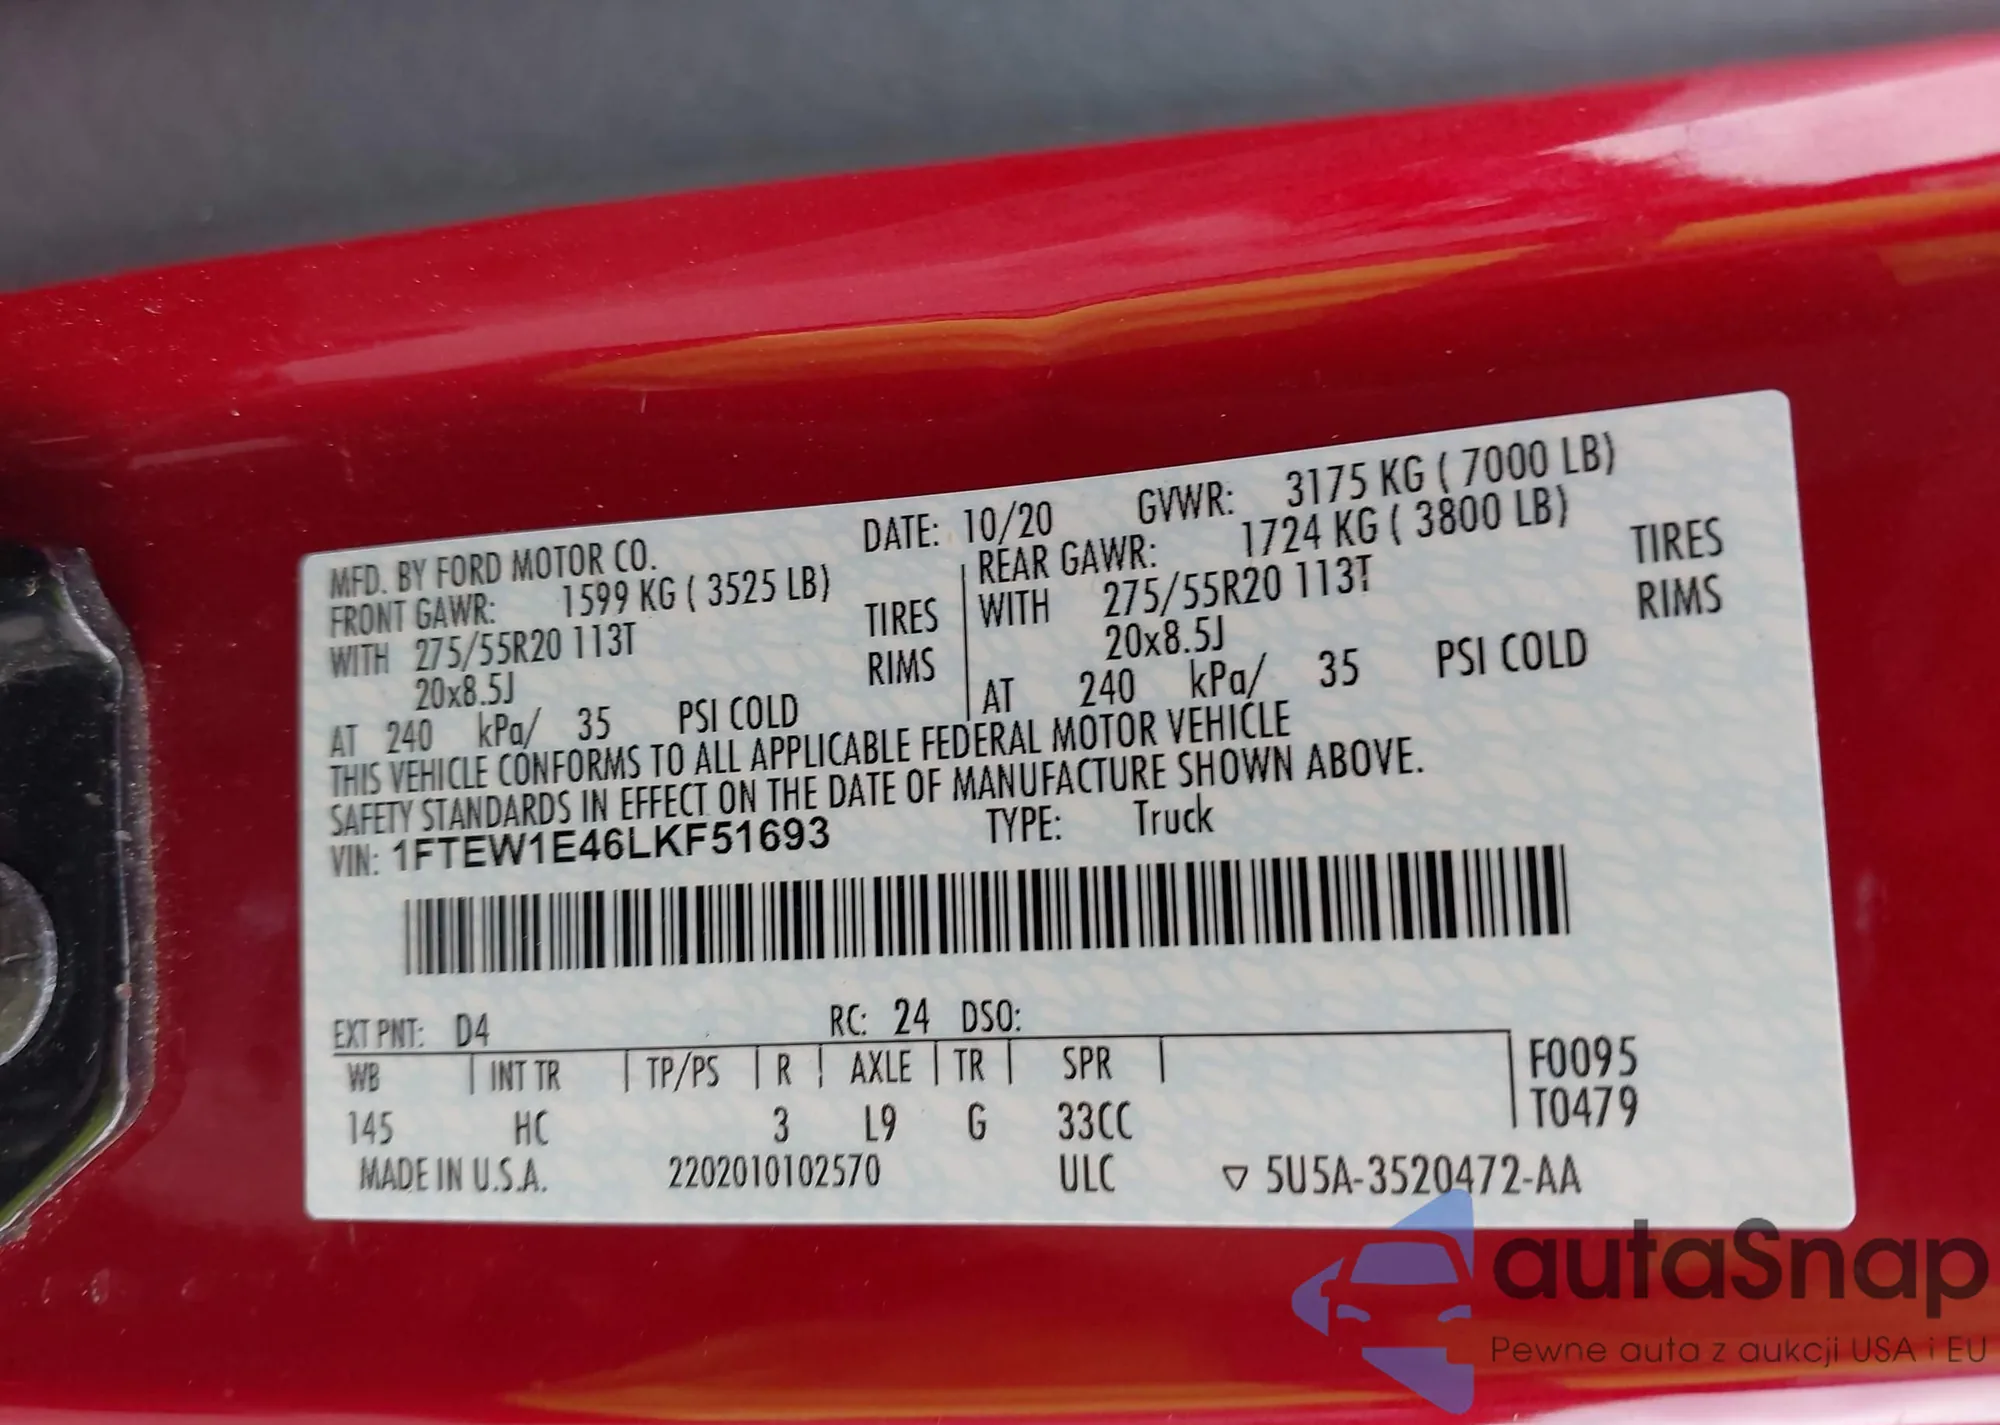 MFD. BY FORD MOTOR CO. DATE: 10/20 GVWR: 3175 KG ( 7000 LB)
FRONT GAWR: 1599 KG ( 3525 LB) REAR GAWR: 1724 KG ( 3800 LB)
WITH 275/55R20 113T TIRES WITH 275/55R20 113T TIRES
20x8.5J RIMS 20x8.5J RIMS
AT 240 kPa/ 35 PSI COLD AT 240 kPa/ 35 PSI COLD
THIS VEHICLE CONFORMS TO ALL APPLICABLE FEDERAL MOTOR VEHICLE
SAFETY STANDARDS IN EFFECT ON THE DATE OF MANUFACTURE SHOWN ABOVE.
VIN: 1FTEW1E46LKF51693 TYPE: Truck
EXT PNT: D4 RC: 24 DSO:
WB INT TR TP/PS R AXLE TR SPR F0095
145 HC 3 L9 G 33CC T0479
MADE IN U.S.A. 2202010102570 ULC ▽ 5U5A-3520472-AA
autaSnap
Pewne auta z aukcji USA i EU